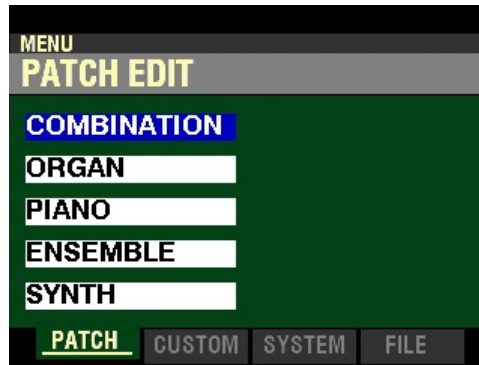 MENU
PATCH EDIT
COMBINATION
ORGAN
PIANO
ENSEMBLE
SYNTH
PATCH CUSTOM SYSTEM FILE